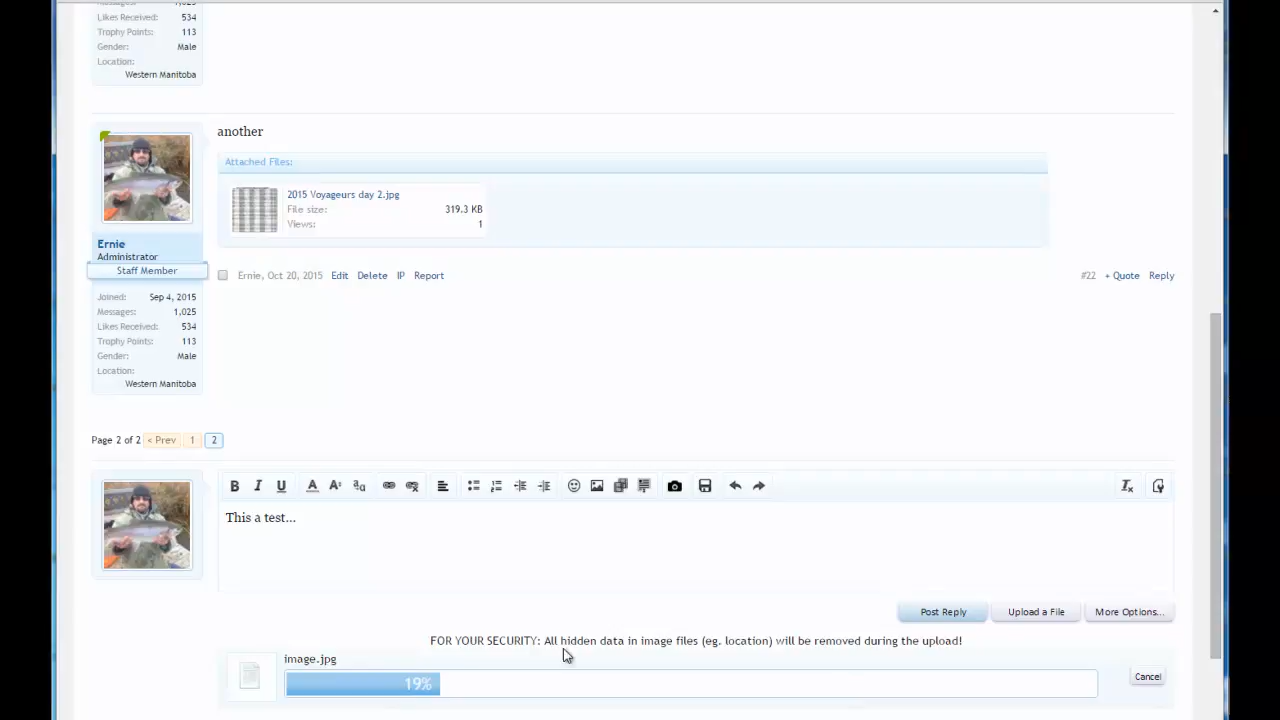 Likes Received: 534
Trophy Points: 113
Gender: Male
Location:
Western Manitoba
another
Attached Files:
2015 Voyageurs day 2.jpg
File size: 319.3 KB
Views: 1
Ernie
Administrator
Staff Member
Ernie, Oct 20, 2015 Edit Delete IP Report #22 + Quote Reply
Joined: Sep 4, 2015
Messages: 1,025
Likes Received: 534
Trophy Points: 113
Gender: Male
Location:
Western Manitoba
Page 2 of 2 < Prev 1 2
This a test...
Post Reply Upload a File More Options...
FOR YOUR SECURITY: All hidden data in image files (eg. location) will be removed during the upload!
image.jpg
19% Cancel